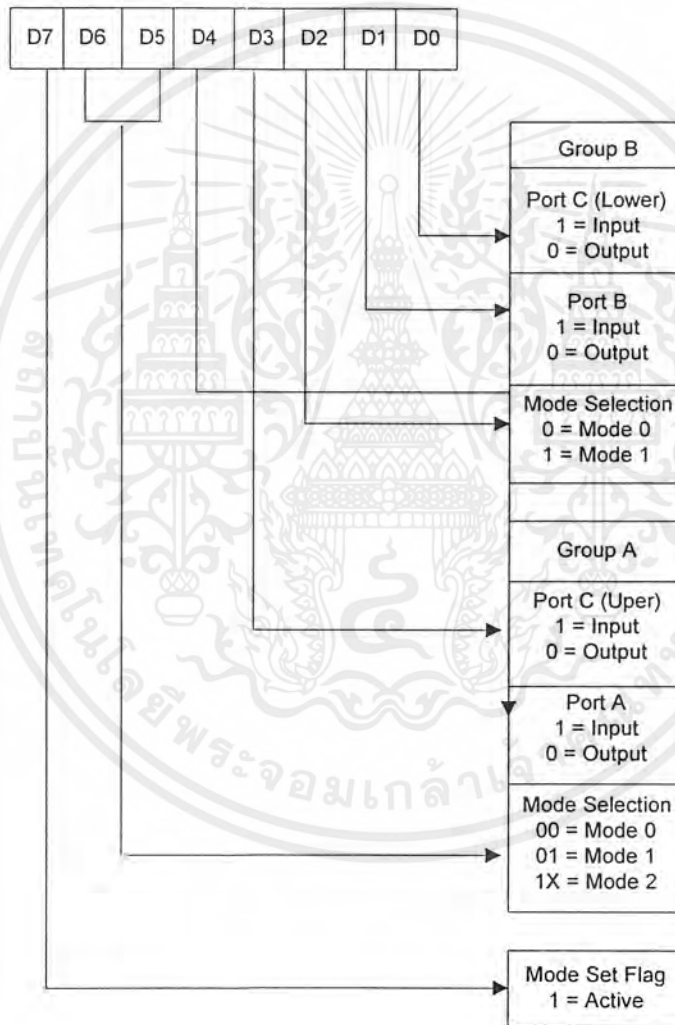 D7 D6 D5 D4 D3 D2 D1 D0
Group B
Port C (Lower)
1 = Input
0 = Output
Port B
1 = Input
0 = Output
Mode Selection
0 = Mode 0
1 = Mode 1
Group A
Port C (Uper)
1 = Input
0 = Output
Port A
1 = Input
0 = Output
Mode Selection
00 = Mode 0
01 = Mode 1
1X = Mode 2
Mode Set Flag
1 = Active